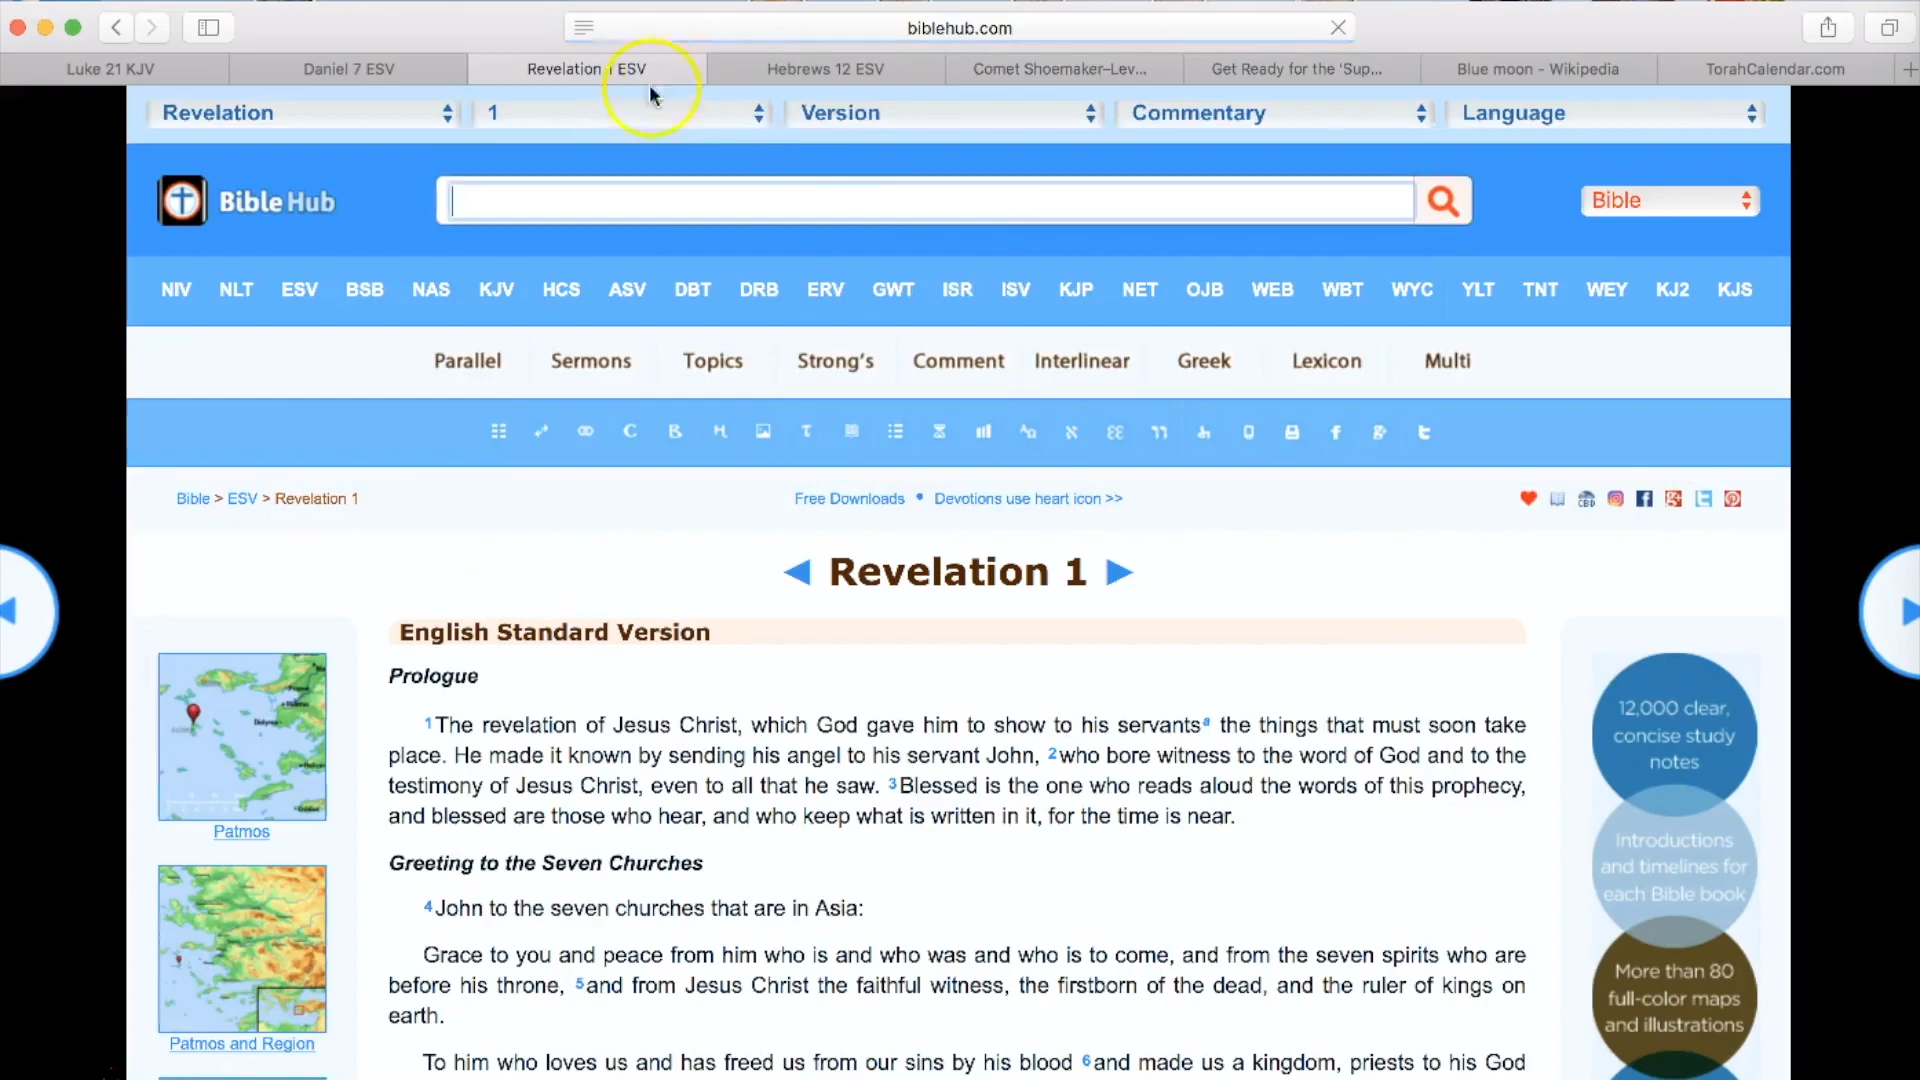 biblehub.com
Luke 21 KJV
Daniel 7 ESV
Revelation 1 ESV
Hebrews 12 ESV
Comet Shoemaker–Lev...
Get Ready for the 'Sup...
Blue moon - Wikipedia
TorahCalendar.com
Revelation
1
Version
Commentary
Language
Bible Hub
Bible
NIV NLT ESV BSB NAS KJV HCS ASV DBT DRB ERV GWT ISR ISV KJP NET OJB WEB WBT WYC YLT TNT WEY KJ2 KJS
Parallel Sermons Topics Strong's Comment Interlinear Greek Lexicon Multi
Bible > ESV > Revelation 1
Free Downloads • Devotions use heart icon >>
◄ Revelation 1 ►
English Standard Version
Prologue
1The revelation of Jesus Christ, which God gave him to show to his servantsa the things that must soon take
place. He made it known by sending his angel to his servant John, 2who bore witness to the word of God and to the
testimony of Jesus Christ, even to all that he saw. 3Blessed is the one who reads aloud the words of this prophecy,
and blessed are those who hear, and who keep what is written in it, for the time is near.
Greeting to the Seven Churches
4John to the seven churches that are in Asia:
Grace to you and peace from him who is and who was and who is to come, and from the seven spirits who are
before his throne, 5and from Jesus Christ the faithful witness, the firstborn of the dead, and the ruler of kings on
earth.
To him who loves us and has freed us from our sins by his blood 6and made us a kingdom, priests to his God
Patmos
Patmos and Region
12,000 clear,
concise study
notes
Introductions
and timelines for
each Bible book
More than 80
full-color maps
and illustrations